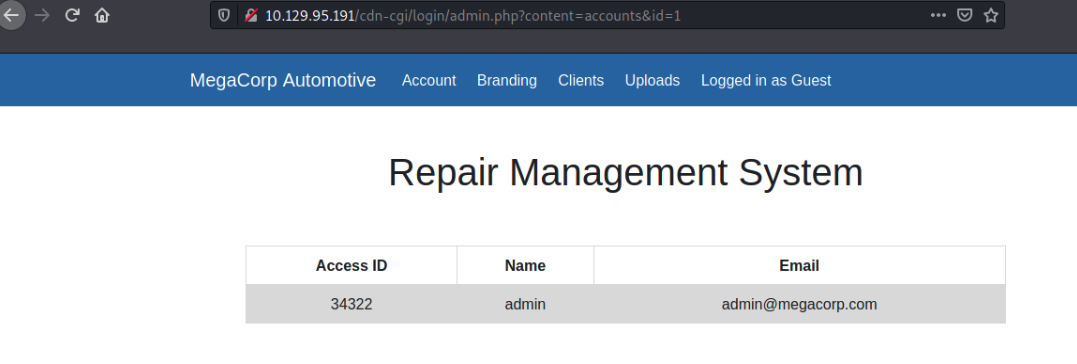 10.129.95.191/cdn-cgi/login/admin.php?content=accounts&id=1
MegaCorp Automotive Account Branding Clients Uploads Logged in as Guest
Repair Management System
Access ID Name Email
34322 admin admin@megacorp.com